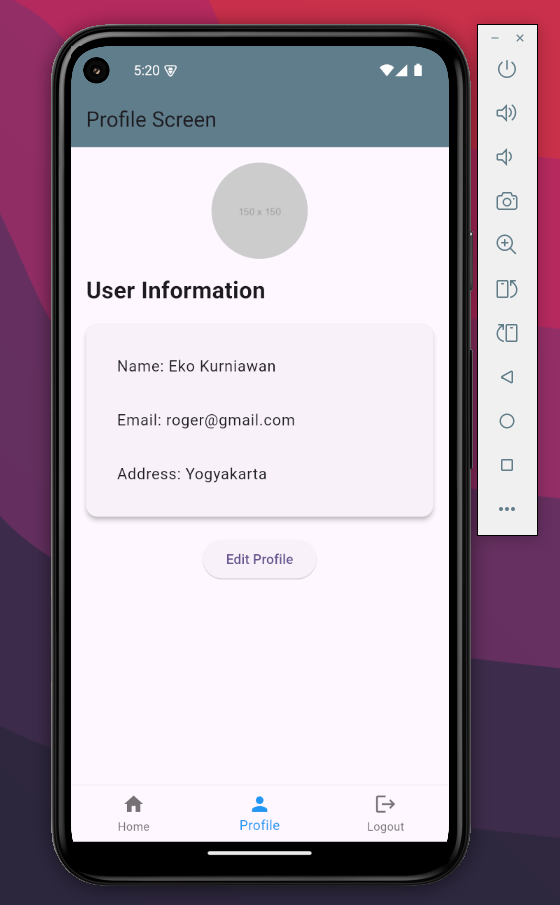 5:20
Profile Screen
150 x 150
User Information
Name: Eko Kurniawan
Email: roger@gmail.com
Address: Yogyakarta
Edit Profile
Home
Profile
Logout